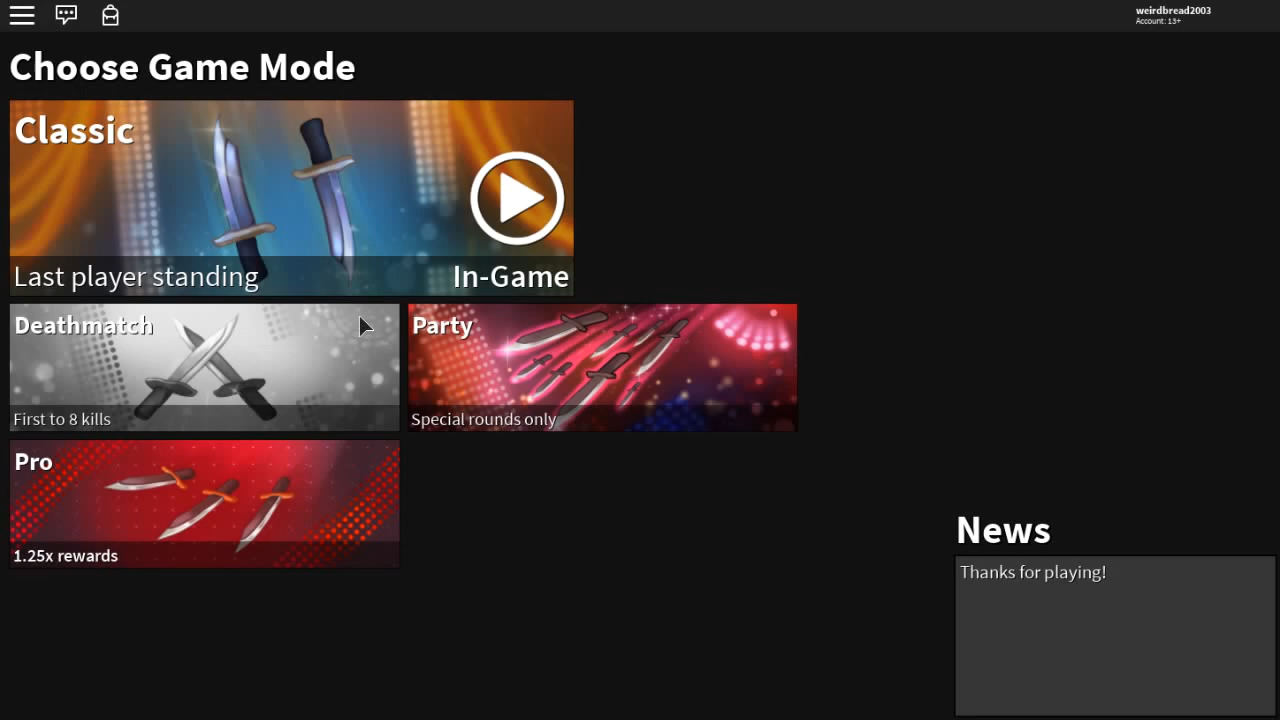 weirdbread2003
Account: 13+
Choose Game Mode
Classic
Last player standing
In-Game
Deathmatch
First to 8 kills
Party
Special rounds only
Pro
1.25x rewards
News
Thanks for playing!